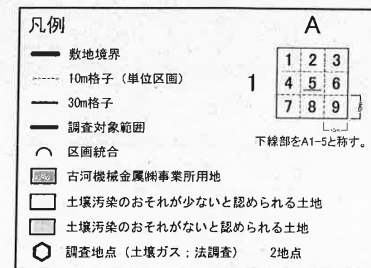 凡例
敷地境界
10m格子（単位区画）
30m格子
調査対象範囲
区画統合
古河機械金属㈱事業所用地
土壌汚染のおそれが少ないと認められる土地
土壌汚染のおそれがないと認められる土地
調査地点（土壌ガス；法調査） 2地点
A
1
1 2 3
4 5 6
7 8 9
下線部をA1-5と称す。